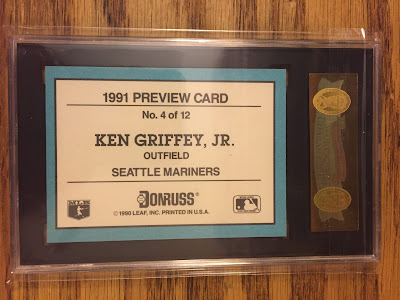 1991 PREVIEW CARD
No. 4 of 12
KEN GRIFFEY, JR.
OUTFIELD
SEATTLE MARINERS
DONRUSS®
© 1990 LEAF, INC. PRINTED IN U.S.A.